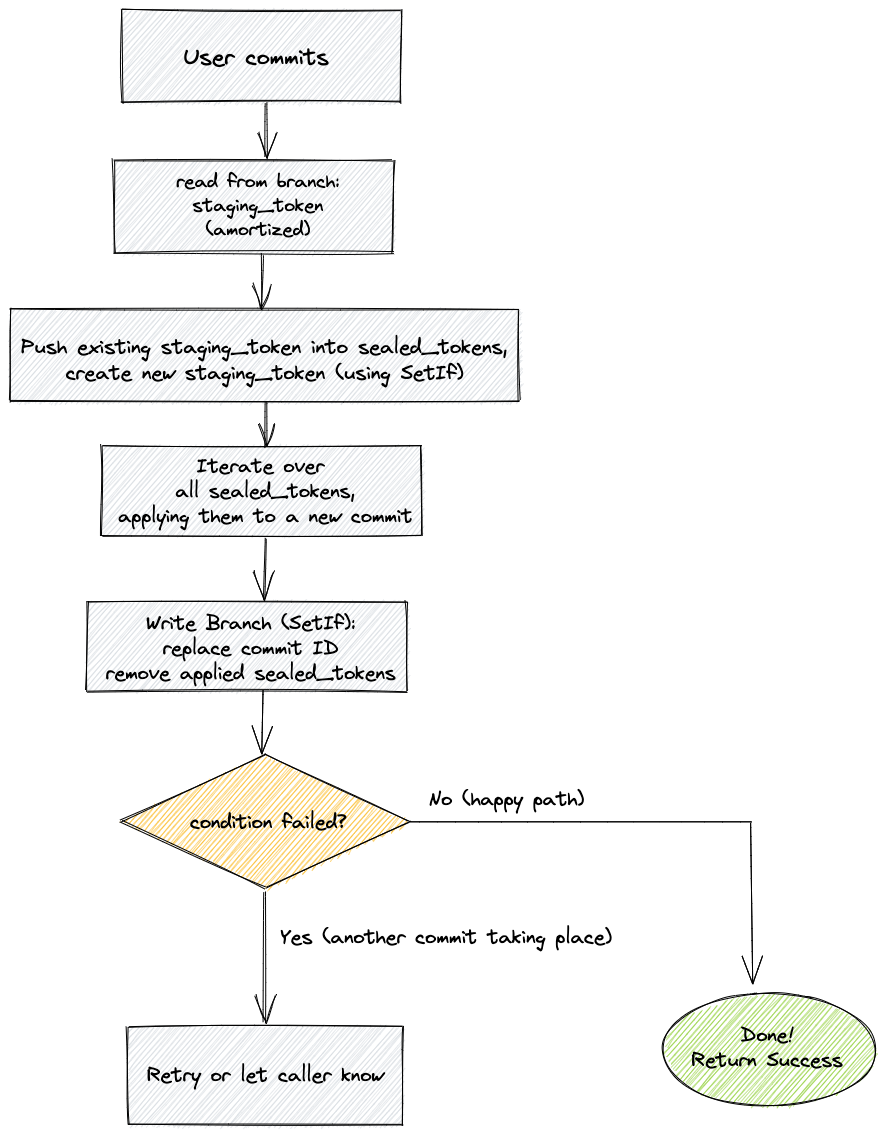 User commits
read from branch:
staging_token
(amortized)
Push existing staging_token into sealed_tokens,
create new staging_token (using SetIf)
Iterate over
all sealed_tokens,
applying them to a new commit
Write Branch (SetIf):
replace commit ID
remove applied sealed_tokens
condition failed?
No (happy path)
Yes (another commit taking place)
Done!
Return Success
Retry or let caller know